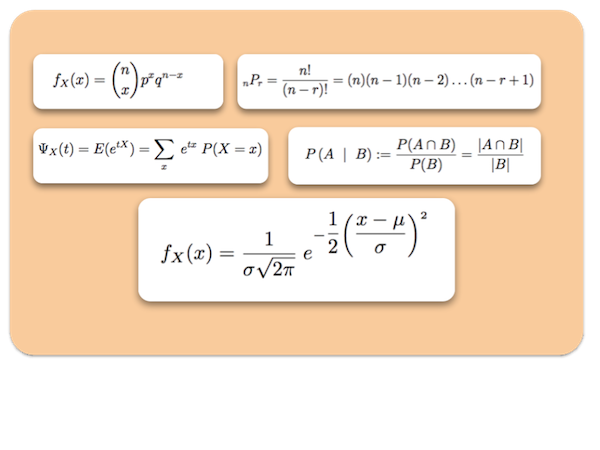 f_X(x) = \binom{n}{x} p^x q^{n-x}
_nP_r = \frac{n!}{(n-r)!} = (n)(n-1)(n-2)\ldots(n-r+1)
\Psi_X(t) = E(e^{tX}) = \sum_x e^{tx} P(X = x)
P(A \mid B) := \frac{P(A \cap B)}{P(B)} = \frac{|A \cap B|}{|B|}
f_X(x) = \frac{1}{\sigma\sqrt{2\pi}} e^{-\frac{1}{2}\left(\frac{x-\mu}{\sigma}\right)^2}